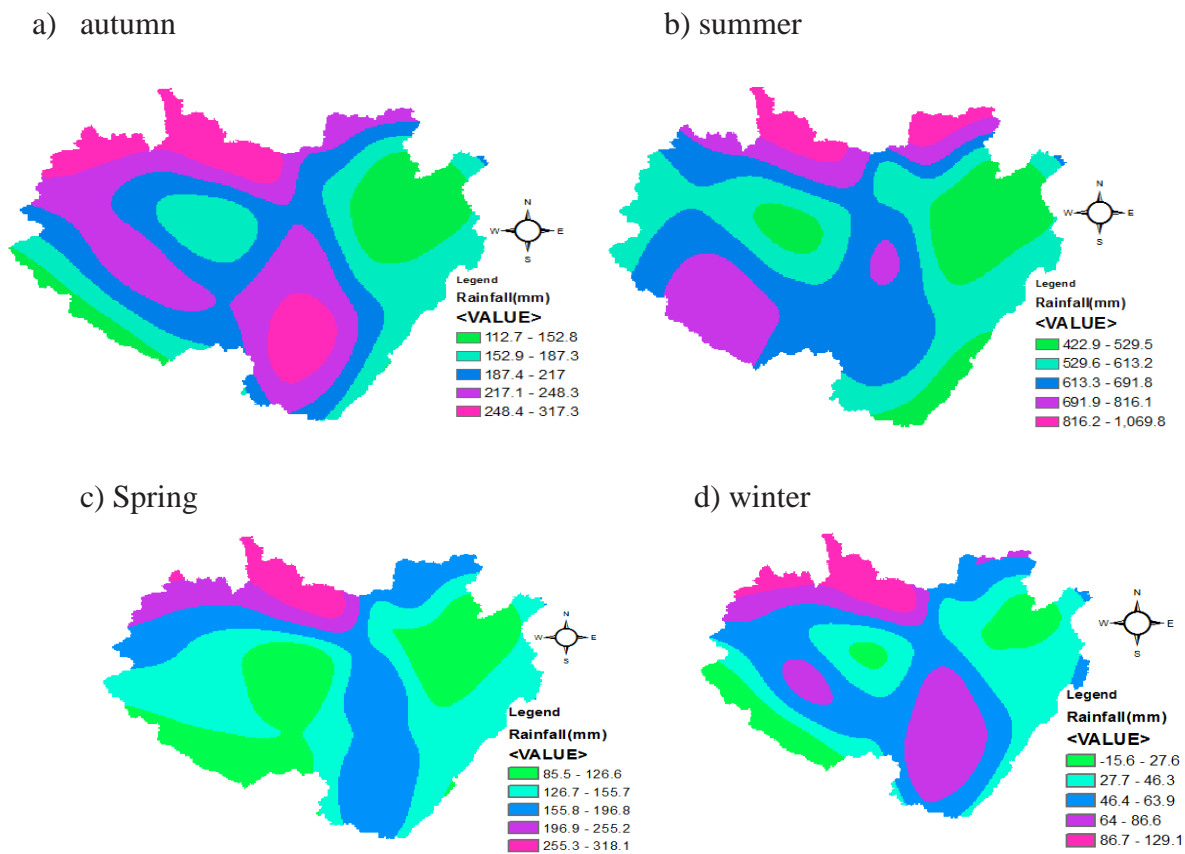 a) autumn
b) summer
N
W E
S
Legend
Rainfall(mm)
<VALUE>
112.7 - 152.8
152.9 - 187.3
187.4 - 217
217.1 - 248.3
248.4 - 317.3
N
W E
S
Legend
Rainfall(mm)
<VALUE>
422.9 - 529.5
529.6 - 613.2
613.3 - 691.8
691.9 - 816.1
816.2 - 1,069.8
c) Spring
d) winter
N
W E
S
Legend
Rainfall(mm)
<VALUE>
85.5 - 126.6
126.7 - 155.7
155.8 - 196.8
196.9 - 255.2
255.3 - 318.1
N
W E
S
Legend
Rainfall(mm)
<VALUE>
-15.6 - 27.6
27.7 - 46.3
46.4 - 63.9
64 - 86.6
86.7 - 129.1